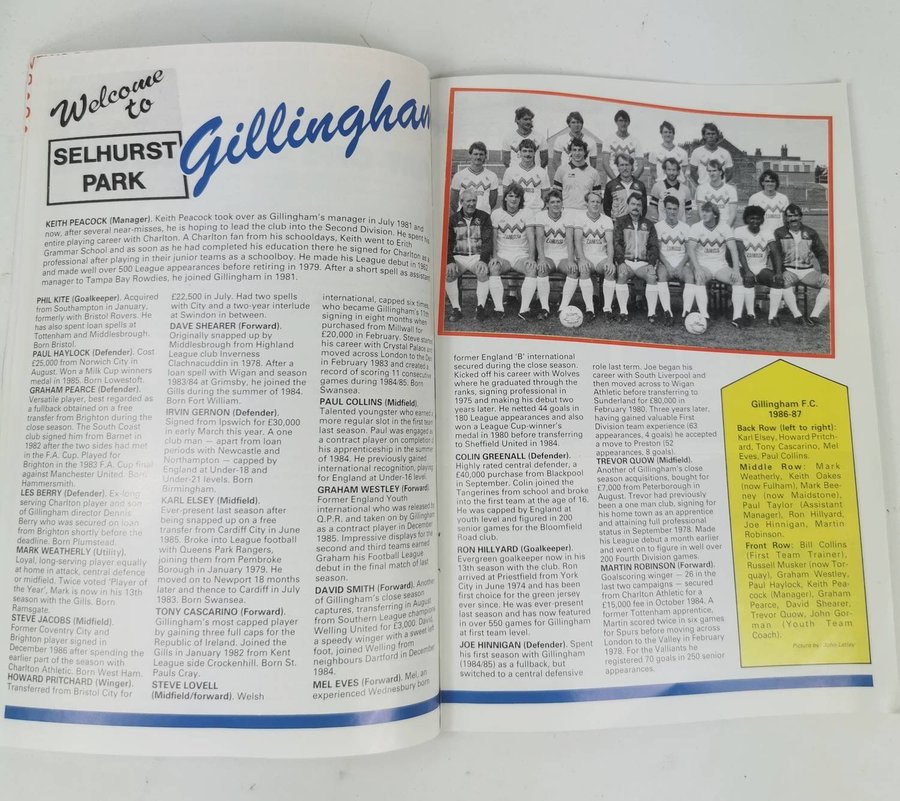 Welcome
to
SELHURST
PARK
Gillingham
KEITH PEACOCK (Manager). Keith Peacock took over as Gillingham's manager in July 1981 and
now, after several near-misses, he is hoping to lead the club into the Second Division. He spent his
entire playing career with Charlton. A Charlton fan from his schooldays, Keith went to Erith
Grammar School and as soon as he had completed his education there he signed for Charlton as a
professional after playing in their junior teams as a schoolboy. He made his League debut in 1962
and made well over 500 League appearances before retiring in 1979. After a short spell as assistant
manager to Tampa Bay Rowdies, he joined Gillingham in 1981.
PHIL KITE (Goalkeeper). Acquired
from Southampton in January,
formerly with Bristol Rovers. He
has also spent loan spells at
Tottenham and Middlesbrough.
Born Bristol.
PAUL HAYLOCK (Defender). Cost
£25,000 from Norwich City in
August. Won a Milk Cup winners
medal in 1985. Born Lowestoft.
GRAHAM PEARCE (Defender).
Versatile player, best regarded as
a fullback obtained on a free
transfer from Brighton during the
close season. The South Coast
club signed him from Barnet in
1982 after the two sides had met
in the F.A. Cup. Played for
Brighton in the 1983 F.A. Cup final
against Manchester United. Born
Hammersmith.
LES BERRY (Defender). Ex-long
serving Charlton player and son
of Gillingham director Dennis
Berry who was secured on loan
from Brighton shortly before the
deadline. Born Plumstead.
MARK WEATHERLY (Utility).
Loyal, long-serving player equally
at home in attack, central defence
or midfield. Twice voted 'Player of
the Year', Mark is now in his 13th
season with the Gills. Born
Ramsgate.
STEVE JACOBS (Midfield).
Former Coventry City and
Brighton player signed in
December 1986 after spending the
earlier part of the season with
Charlton Athletic. Born West Ham.
HOWARD PRITCHARD (Winger).
Transferred from Bristol City for
£22,500 in July. Had two spells
with City and a two-year interlude
at Swindon in between.
DAVE SHEARER (Forward).
Originally snapped up by
Middlesbrough from Highland
League club Inverness
Clachnacuddin in 1978. After a
loan spell with Wigan and season
1983/84 at Grimsby, he joined the
Gills during the summer of 1984.
Born Fort William.
IRVIN GERNON (Defender).
Signed from Ipswich for £30,000
in early March this year. A one
club man — apart from loan
periods with Newcastle and
Northampton — capped by
England at Under-18 and
Under-21 levels. Born
Birmingham.
KARL ELSEY (Midfield).
Ever-present last season after
being snapped up on a free
transfer from Cardiff City in June
1985. Broke into League football
with Queens Park Rangers,
joining them from Pembroke
Borough in January 1979. He
moved on to Newport 18 months
later and thence to Cardiff in July
1983. Born Swansea.
TONY CASCARINO (Forward).
Gillingham's most capped player
by gaining three full caps for the
Republic of Ireland. Joined the
Gills in January 1982 from Kent
League side Crockenhill. Born St.
Pauls Cray.
STEVE LOVELL
(Midfield/forward). Welsh
international, capped six times,
who became Gillingham's 11th
signing in eight months when
purchased from Millwall for
£20,000 in February. Steve started
his career with Crystal Palace and
moved across London to the Den
in February 1983 and created a
record of scoring 11 consecutive
games during 1984/85. Born
Swansea.
PAUL COLLINS (Midfield).
Talented youngster who earned a
more regular slot in the first team
last season. Paul was engaged as
a contract player on completion of
his apprenticeship in the summer
of 1984. He previously gained
international recognition, playing
for England at Under-16 level.
GRAHAM WESTLEY (Forward).
Former England Youth
international who was released by
Q.P.R. and taken on by Gillingham
as a contract player in December
1985. Impressive displays for the
second and third teams earned
Graham his Football League
debut in the final match of last
season.
DAVID SMITH (Forward). Another
of Gillingham's close season
captures, transferring in August
from Southern League champions
Welling United for £3,000. David,
a speedy winger with a sweet left
foot, joined Welling from
neighbours Dartford in December
1984.
MEL EVES (Forward). Mel, an
experienced Wednesbury born
former England 'B' international
secured during the close season.
Kicked off his career with Wolves
where he graduated through the
ranks, signing professional in
1975 and making his debut two
years later. He netted 44 goals in
180 League appearances and also
won a League Cup-winner's
medal in 1980 before transferring
to Sheffield United in 1984.
COLIN GREENALL (Defender).
Highly rated central defender, a
£40,000 purchase from Blackpool
in September. Colin joined the
Tangerines from school and broke
into the first team at the age of 16.
He was capped by England at
youth level and figured in 200
senior games for the Bloomfield
Road club.
RON HILLYARD (Goalkeeper).
Evergreen goalkeeper now in his
13th season with the club. Ron
arrived at Priestfield from York
City in June 1974 and has been
first choice for the green jersey
ever since. He was ever present
last season and has now featured
in over 550 games for Gillingham
at first team level.
JOE HINNIGAN (Defender). Spent
his first season with Gillingham
(1984/85) as a fullback, but
switched to a central defensive
role last term. Joe began his
career with South Liverpool and
then moved across to Wigan
Athletic before transferring to
Sunderland for £80,000 in
February 1980. Three years later,
having gained valuable First
Division team experience (63
appearances, 4 goals) he accepted
a move to Preston (52
appearances, 8 goals).
TREVOR QUOW (Midfield).
Another of Gillingham's close
season acquisitions, bought for
£7,000 from Peterborough in
August. Trevor had previously
been a one man club, signing for
his home town as an apprentice
and attaining full professional
status in September 1978. Made
his League debut a month earlier
and went on to figure in well over
200 Fourth Division games.
MARTIN ROBINSON (Forward).
Goalscoring winger — 26 in the
last two campaigns — secured
from Charlton Athletic for a
£15,000 fee in October 1984. A
former Tottenham apprentice,
Martin scored twice in six games
for Spurs before moving across
London to the Valley in February
1978. For the Valliants he
registered 70 goals in 250 senior
appearances.
Gillingham F.C.
1986-87
Back Row (left to right):
Karl Elsey, Howard Pritch-
ard, Tony Cascarino, Mel
Eves, Paul Collins.
Middle Row: Mark
Weatherly, Keith Oakes
(now Fulham), Mark Bee-
ney (now Maidstone),
Paul Taylor (Assistant
Manager), Ron Hillyard,
Joe Hinnigan, Martin
Robinson.
Front Row: Bill Collins
(First Team Trainer),
Russell Musker (now Tor-
quay), Graham Westley,
Paul Haylock, Keith Pea-
cock (Manager), Graham
Pearce, David Shearer,
Trevor Quow, John Gor-
man (Youth Team
Coach).